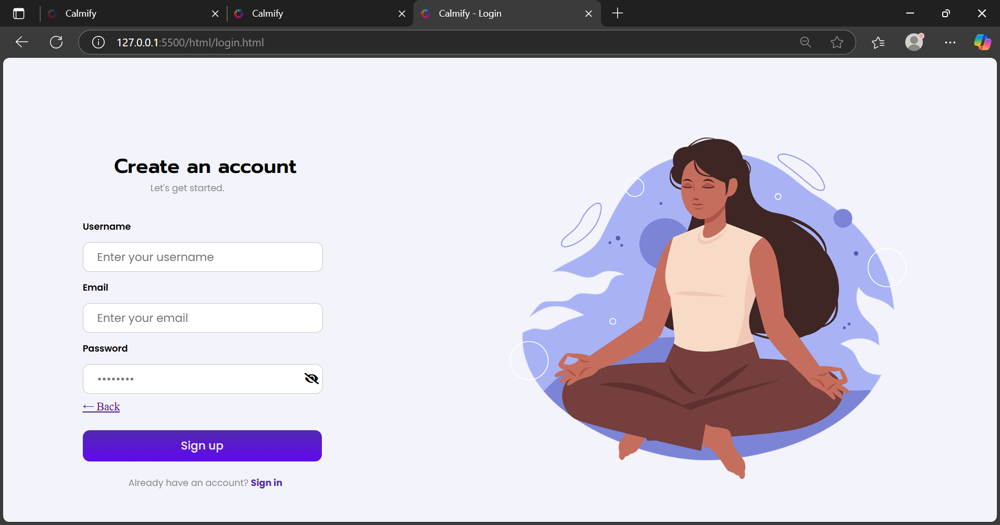 Calmify
Calmify
Calmify - Login
127.0.0.1:5500/html/login.html
Create an account
Let's get started.
Username
Enter your username
Email
Enter your email
Password
••••••••
← Back
Sign up
Already have an account? Sign in